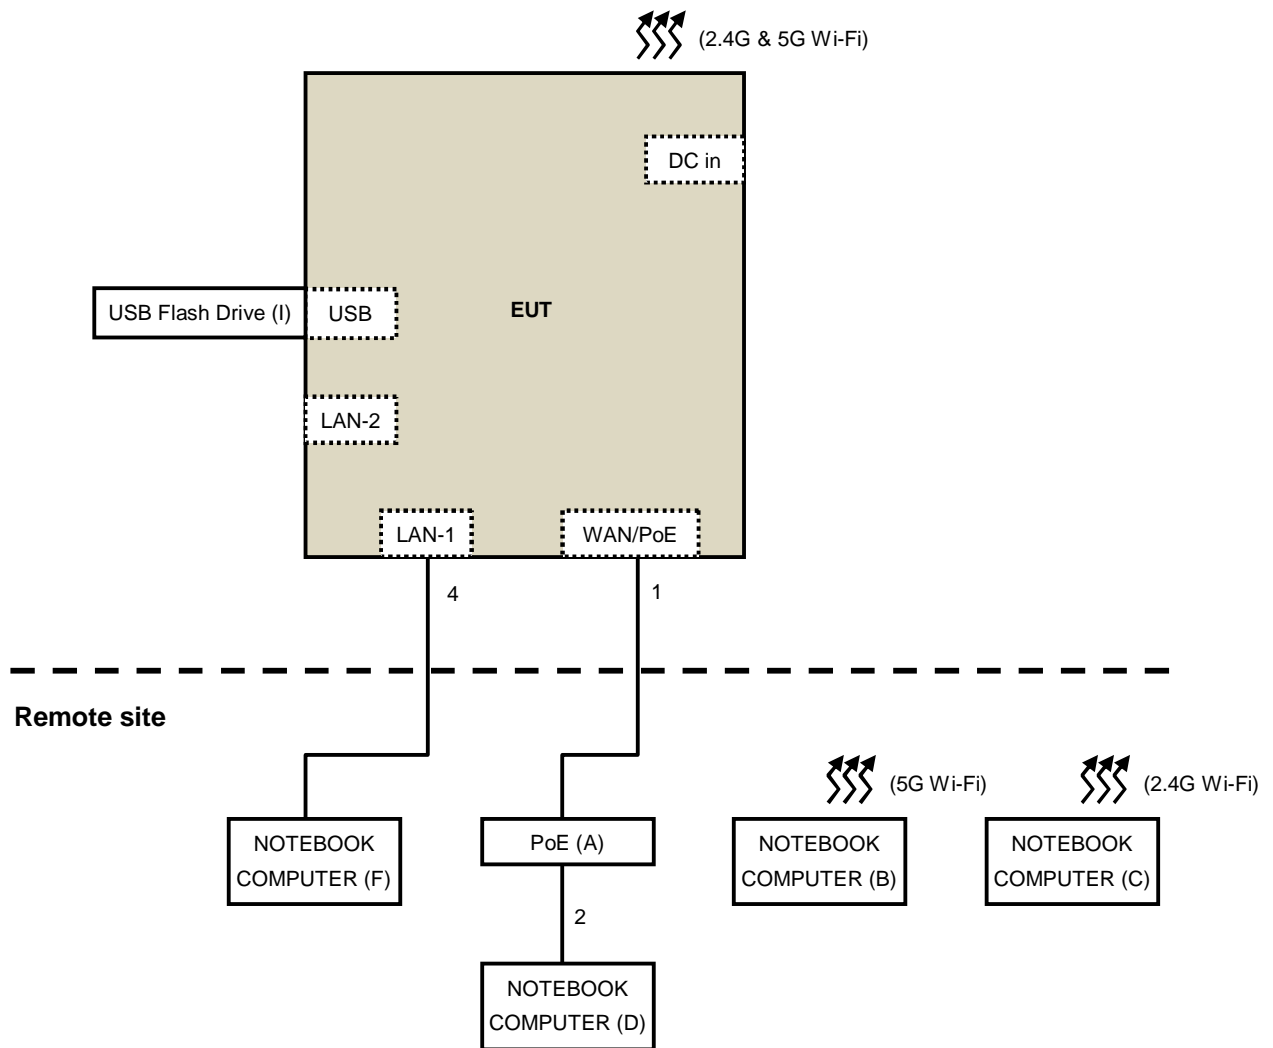 (2.4G & 5G Wi-Fi)
DC in
USB Flash Drive (I)
USB
EUT
LAN-2
LAN-1
WAN/PoE
4
1
Remote site
(5G Wi-Fi)
(2.4G Wi-Fi)
NOTEBOOK
COMPUTER (F)
PoE (A)
NOTEBOOK
COMPUTER (B)
NOTEBOOK
COMPUTER (C)
2
NOTEBOOK
COMPUTER (D)